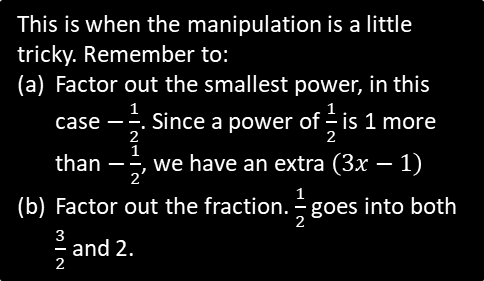 This is when the manipulation is a little
tricky. Remember to:
(a) Factor out the smallest power, in this
case −1/2. Since a power of 1/2 is 1 more
than −1/2, we have an extra (3x − 1)
(b) Factor out the fraction. 1/2 goes into both
3/2 and 2.